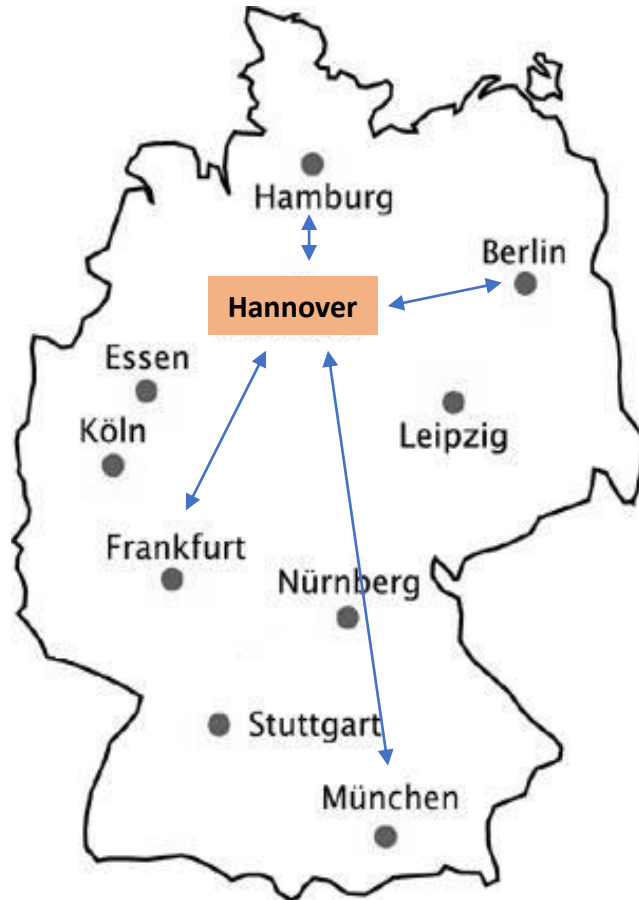 Hamburg
Berlin
Hannover
Essen
Leipzig
Köln
Frankfurt
Nürnberg
Stuttgart
München